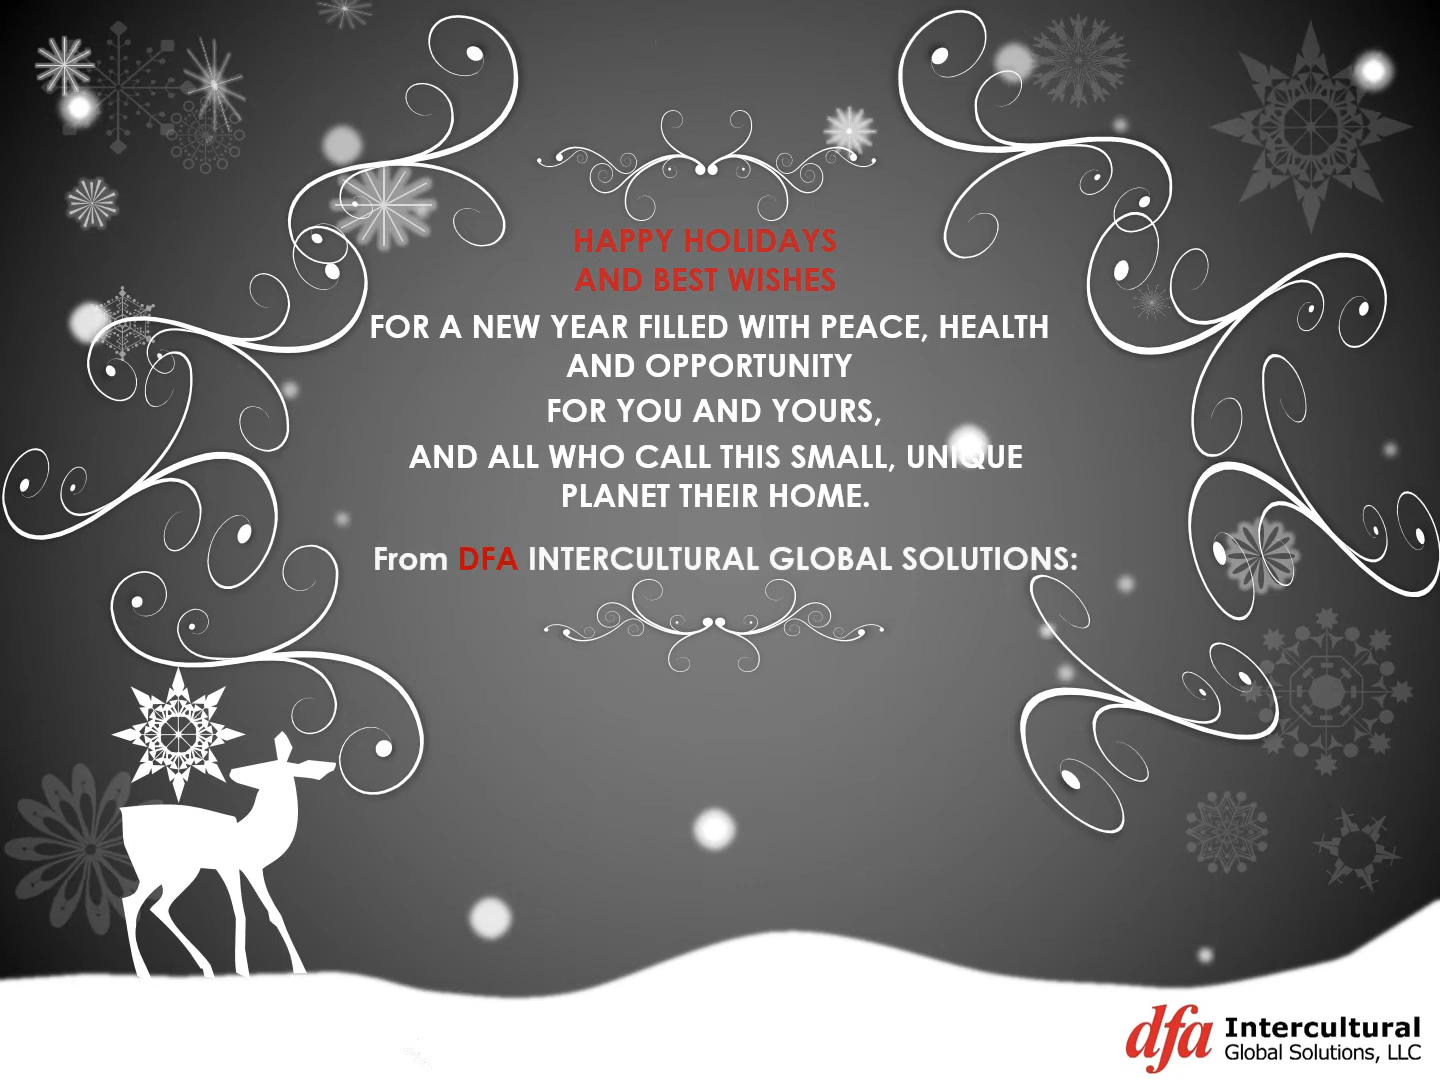 HAPPY HOLIDAYS
AND BEST WISHES
FOR A NEW YEAR FILLED WITH PEACE, HEALTH
AND OPPORTUNITY
FOR YOU AND YOURS,
AND ALL WHO CALL THIS SMALL, UNIQUE
PLANET THEIR HOME.
From DFA INTERCULTURAL GLOBAL SOLUTIONS:
dfa Intercultural
Global Solutions, LLC